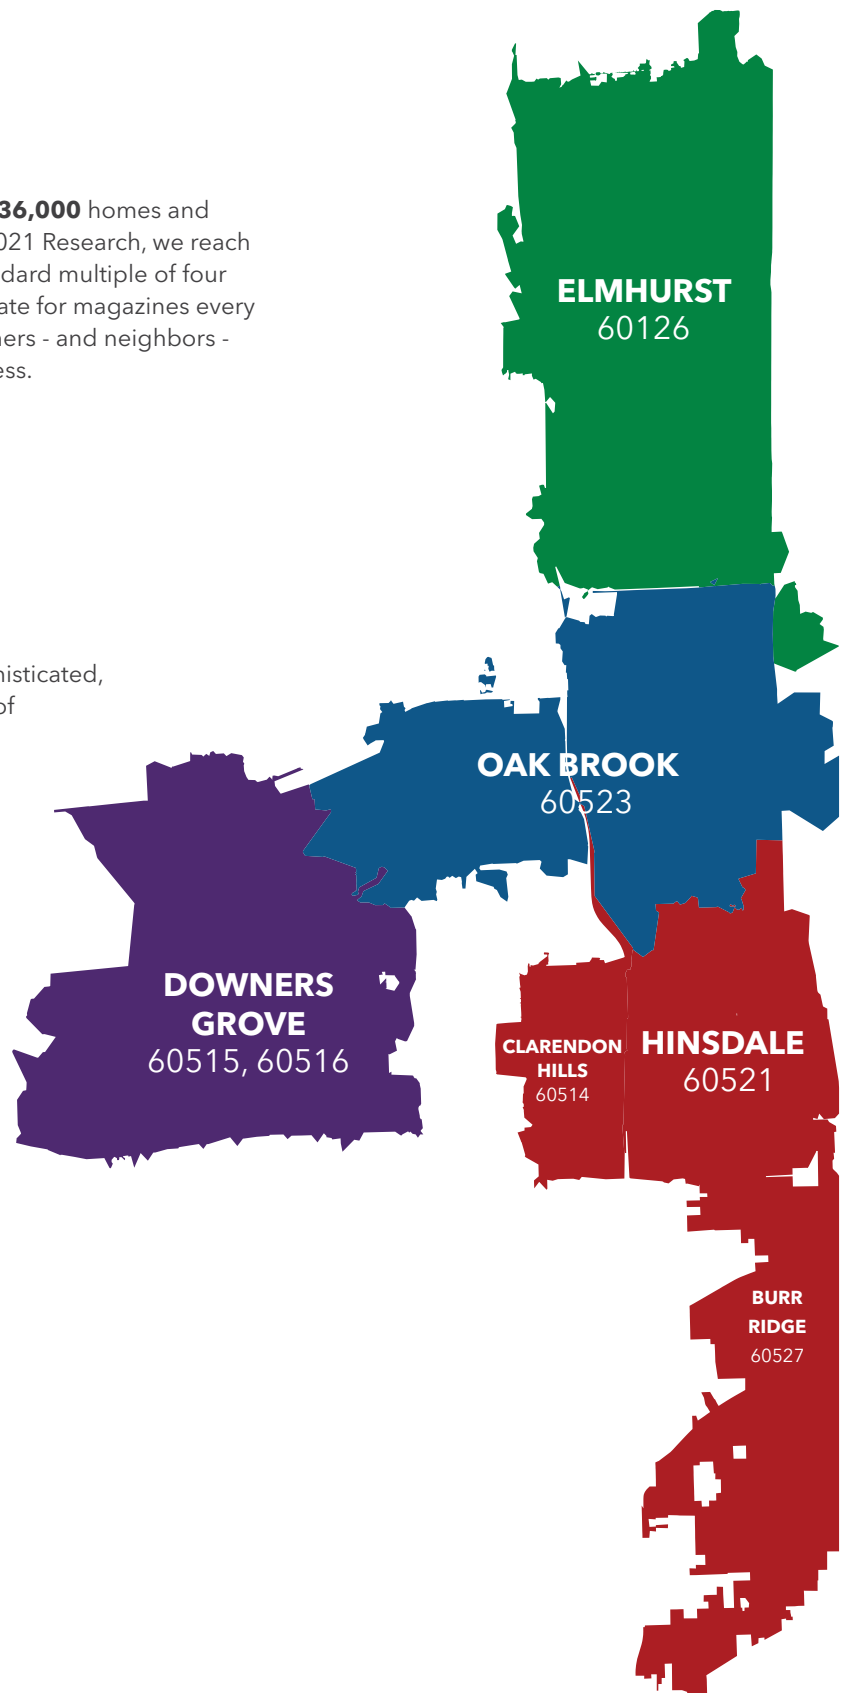 36,000 homes and
021 Research, we reach
dard multiple of four
ate for magazines every
ers - and neighbors -
ess.
ELMHURST
60126
isticated,
of
OAK BROOK
60523
DOWNERS
GROVE
60515, 60516
CLARENDON
HILLS
60514
HINSDALE
60521
BURR
RIDGE
60527